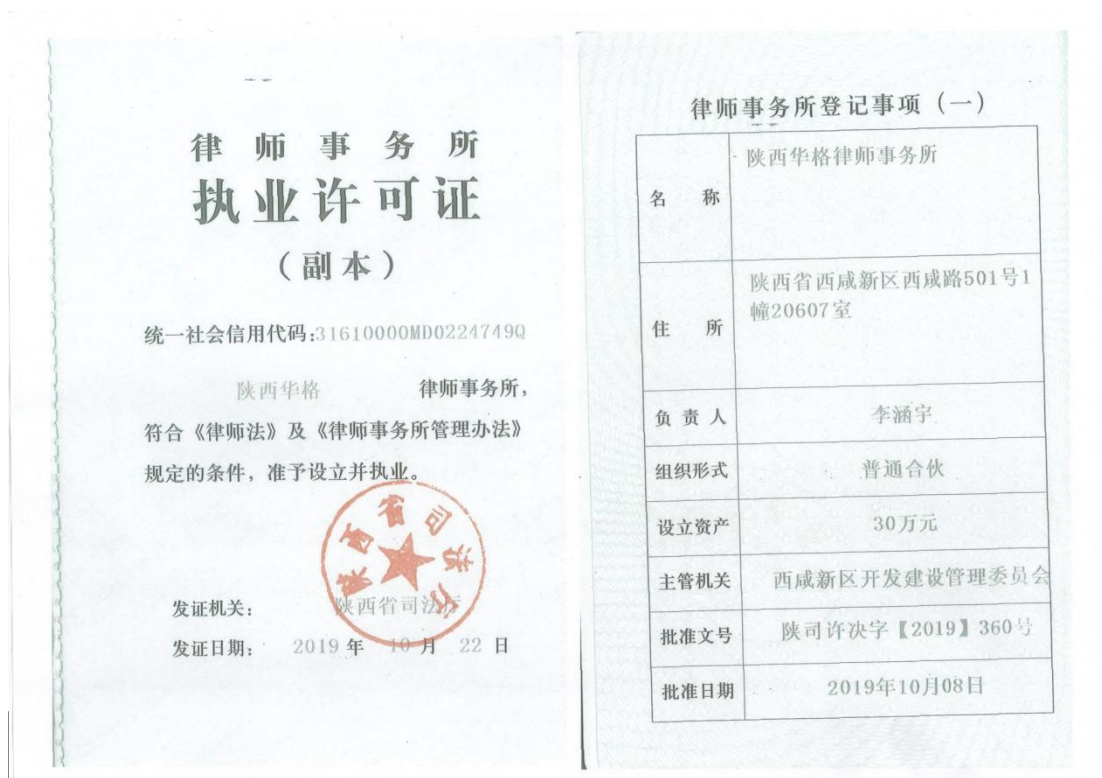 律师事务所
执业许可证
（副本）
统一社会信用代码:31610000MD0224749Q
陕西华格 律师事务所，
符合《律师法》及《律师事务所管理办法》
规定的条件，准予设立并执业。
陕西省司法厅
发证机关： 陕西省司法厅
发证日期： 2019 年 10 月 22 日
律师事务所登记事项（一）
名 称 陕西华格律师事务所
住 所 陕西省西咸新区西咸路501号1
幢20607室
负责人 李涵宇
组织形式 普通合伙
设立资产 30万元
主管机关 西咸新区开发建设管理委员会
批准文号 陕司许决字【2019】360号
批准日期 2019年10月08日